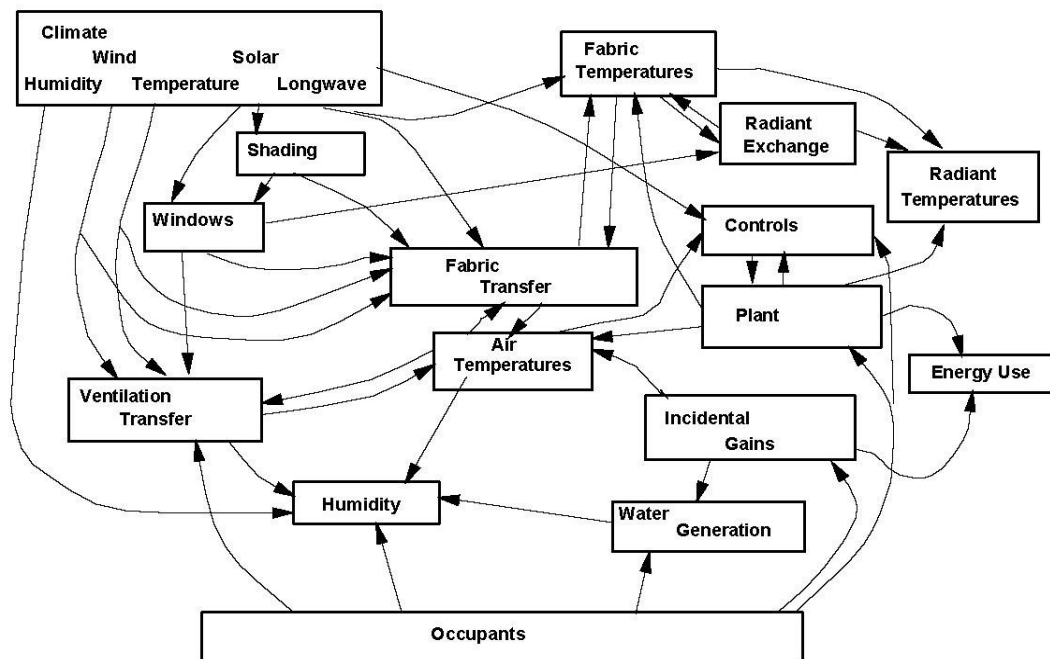 Climate
Wind Solar
Humidity Temperature Longwave
Fabric
Temperatures
Radiant
Exchange
Shading
Radiant
Temperatures
Windows
Controls
Fabric
Transfer
Plant
Air
Temperatures
Energy Use
Ventilation
Transfer
Incidental
Gains
Humidity
Water
Generation
Occupants